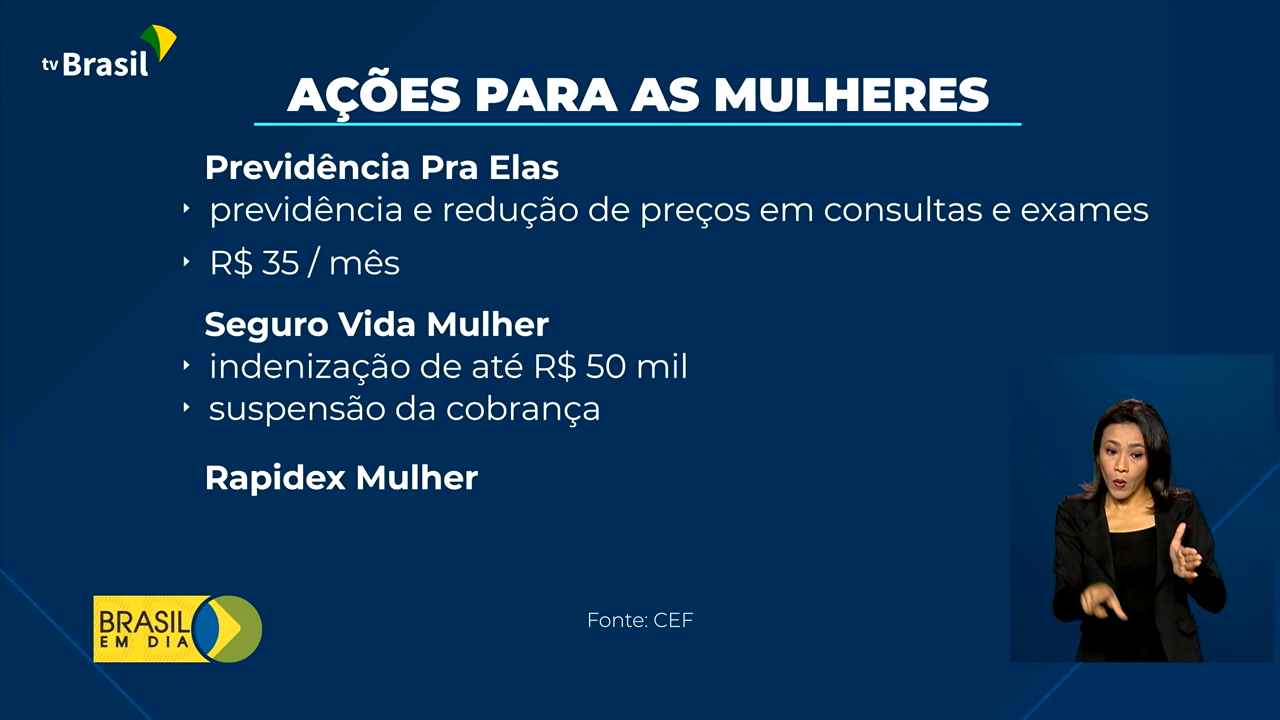 tv Brasil
AÇÕES PARA AS MULHERES
Previdência Pra Elas
previdência e redução de preços em consultas e exames
R$ 35 / mês
Seguro Vida Mulher
indenização de até R$ 50 mil
suspensão da cobrança
Rapidex Mulher
BRASIL
EM DIA
Fonte: CEF